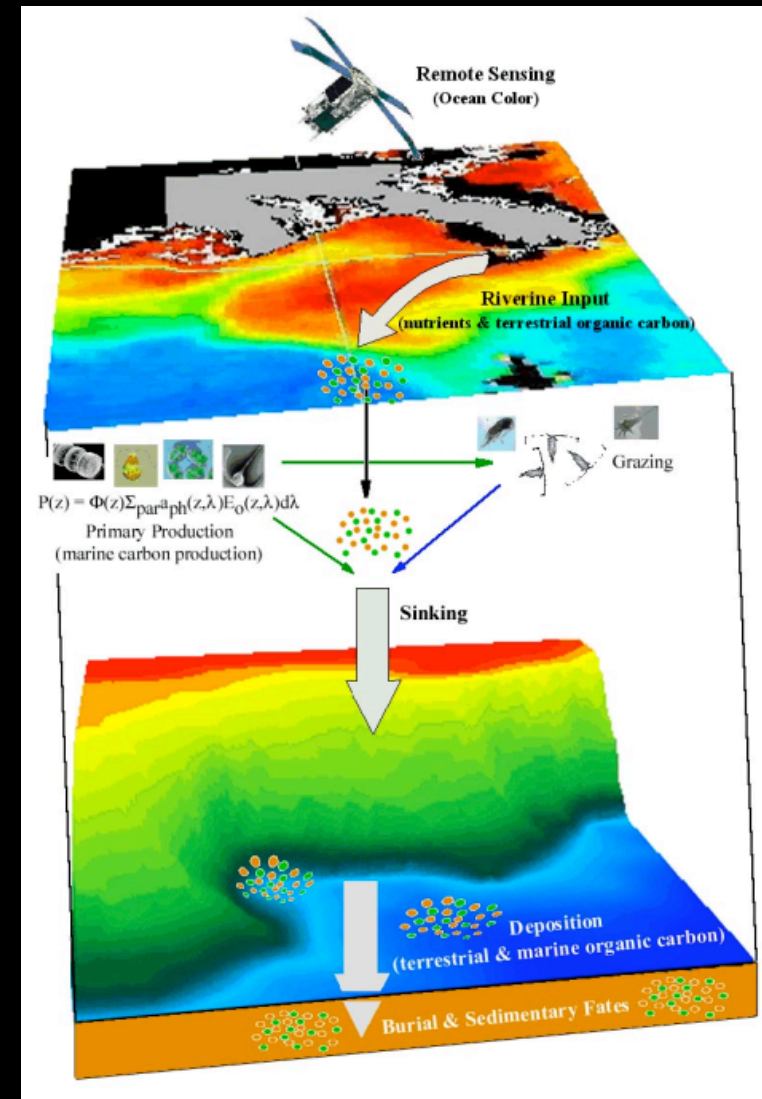 Remote Sensing
(Ocean Color)
Riverine Input
(nutrients & terrestrial organic carbon)
Grazing
P(z) = Φ(z)Σparaph(z,λ)Eo(z,λ)dλ
Primary Production
(marine carbon production)
Sinking
Deposition
(terrestrial & marine organic carbon)
Burial & Sedimentary Fates